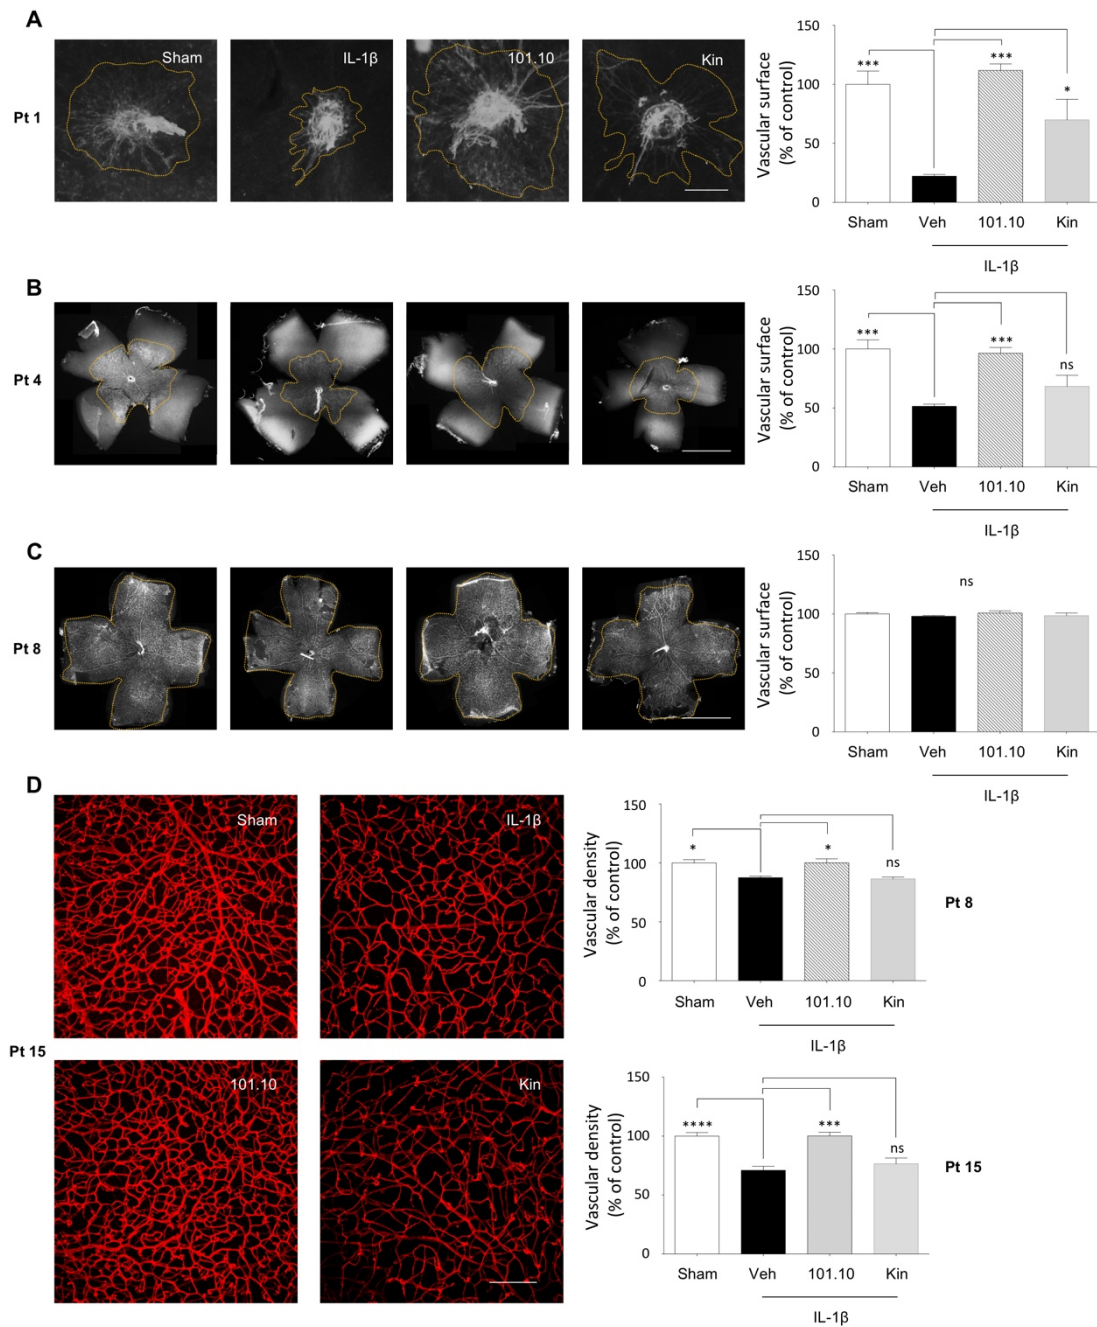 A
Pt 1
Sham
IL-1β
101.10
Kin
Vascular surface
(% of control)
150
100
50
0
***
***
*
Sham Veh 101.10 Kin
IL-1β
B
Pt 4
Vascular surface
(% of control)
150
100
50
0
***
***
ns
Sham Veh 101.10 Kin
IL-1β
C
Pt 8
Vascular surface
(% of control)
150
100
50
0
ns
Sham Veh 101.10 Kin
IL-1β
D
Pt 15
Sham
IL-1β
101.10
Kin
Vascular density
(% of control)
150
100
50
0
*
*
ns
Sham Veh 101.10 Kin
IL-1β
Pt 8
Vascular density
(% of control)
150
100
50
0
****
***
ns
Sham Veh 101.10 Kin
IL-1β
Pt 15